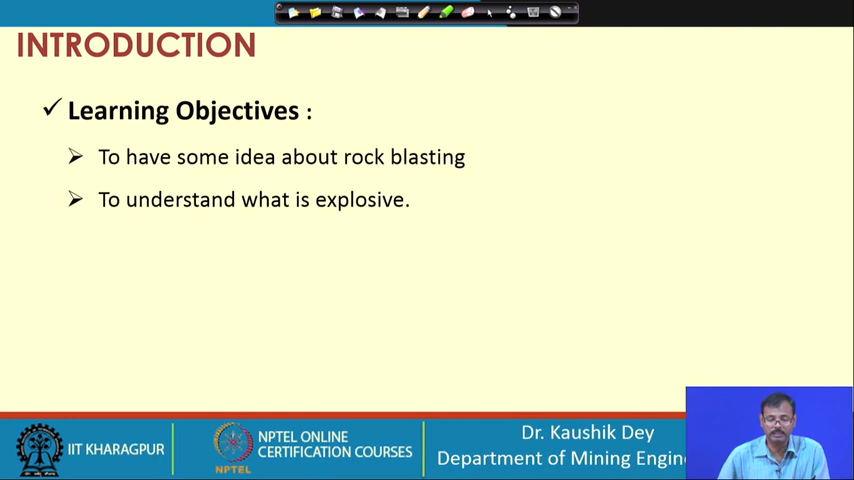 INTRODUCTION
✓ Learning Objectives :
➢ To have some idea about rock blasting
➢ To understand what is explosive.
IIT KHARAGPUR
NPTEL
NPTEL ONLINE
CERTIFICATION COURSES
Dr. Kaushik Dey
Department of Mining Engine